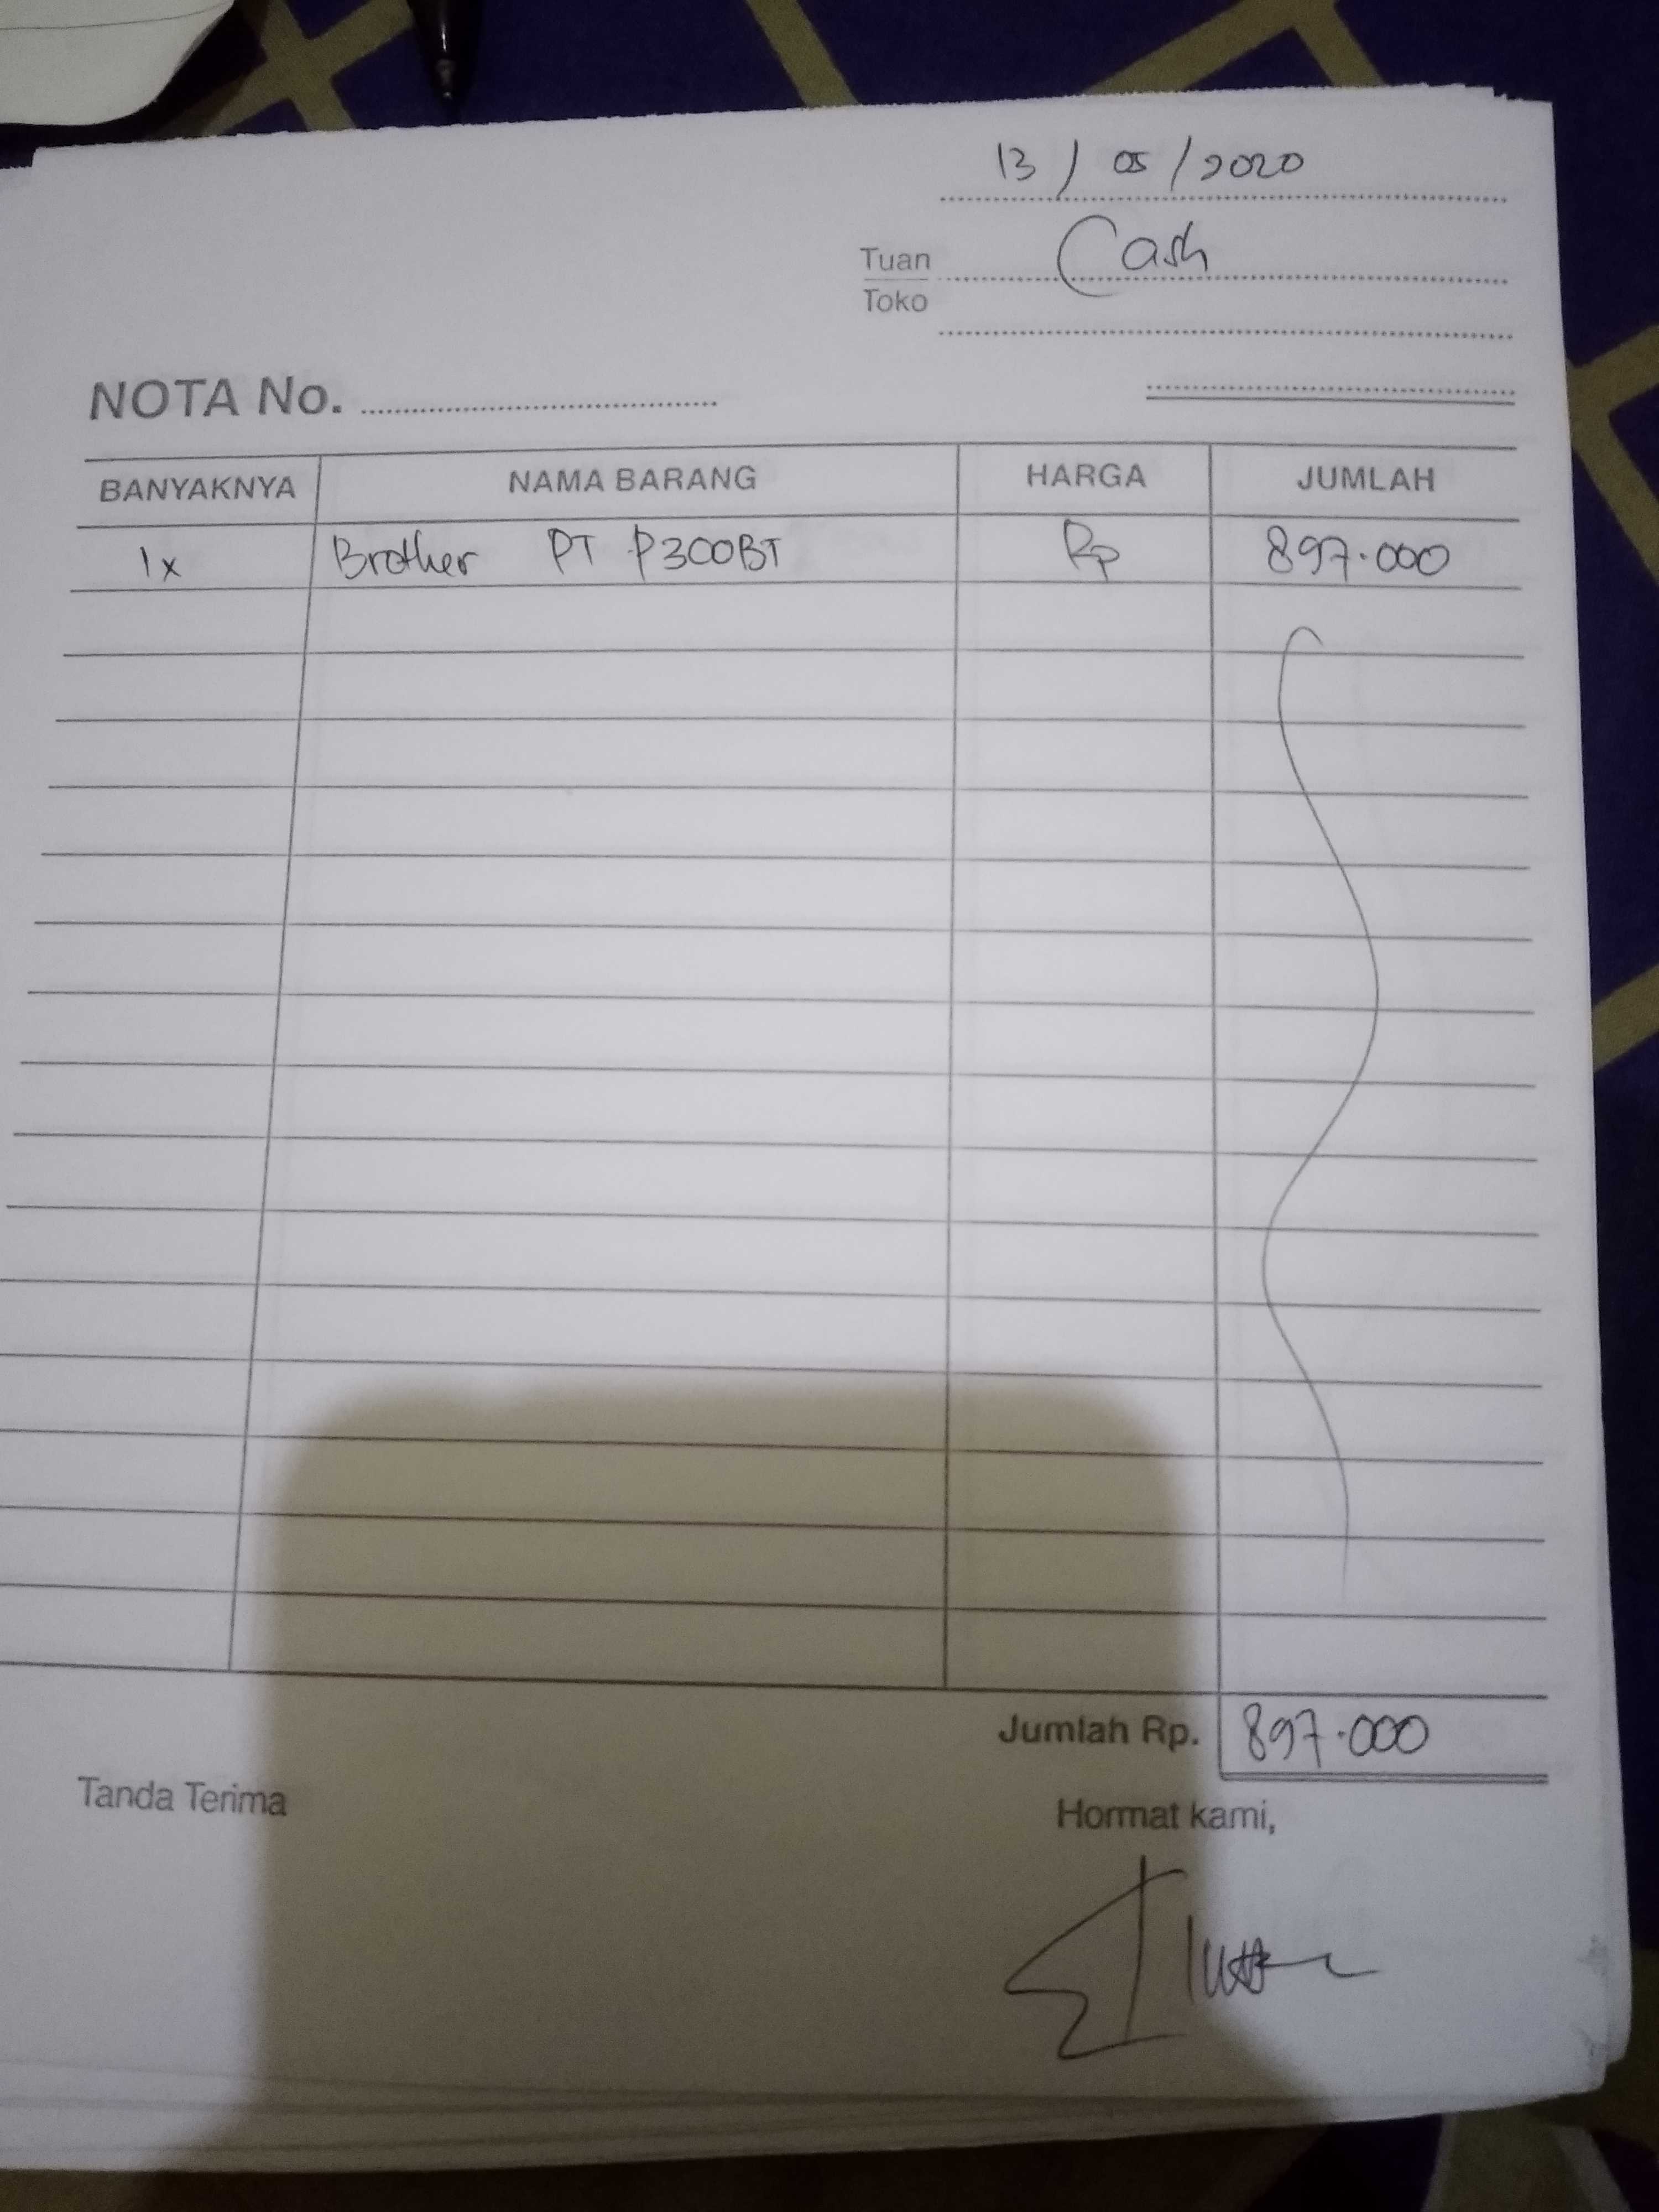 13 / 05 / 2020
Tuan Cash
Toko
NOTA No.
BANYAKNYA NAMA BARANG HARGA JUMLAH
1x Brother PT P300BT Rp 897.000
Jumlah Rp. 897.000
Tanda Terima Hormat kami,